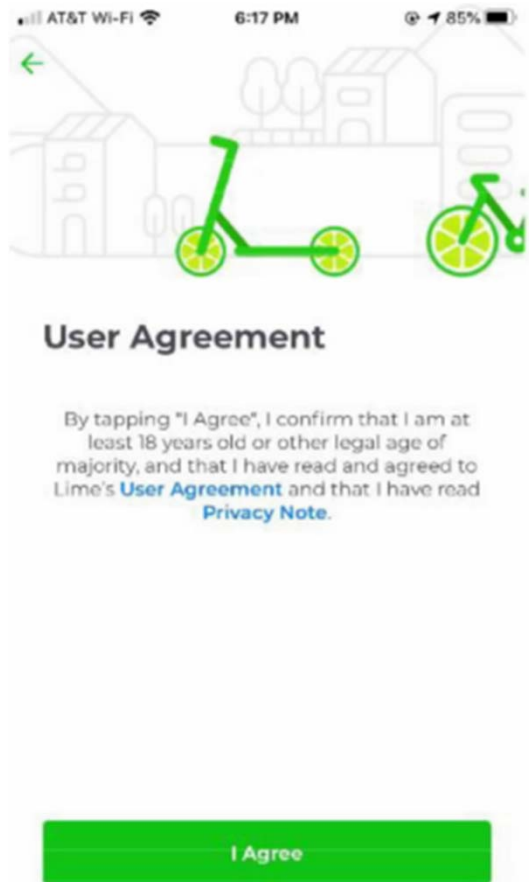 AT&T Wi-Fi 6:17 PM 85%
User Agreement
By tapping "I Agree", I confirm that I am at
least 18 years old or other legal age of
majority, and that I have read and agreed to
Lime's User Agreement and that I have read
Privacy Note.
I Agree